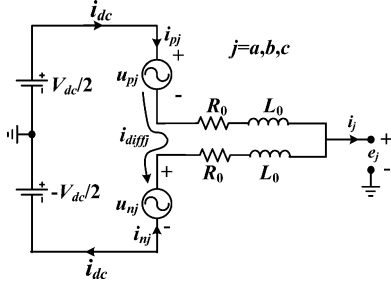 i_dc
i_pj
+
j=a,b,c
u_pj
-
+
-
V_dc/2
R_0
L_0
i_j
+
i_diffj
e_j
R_0
L_0
-
+
-
-V_dc/2
+
u_nj
i_nj
-
i_dc